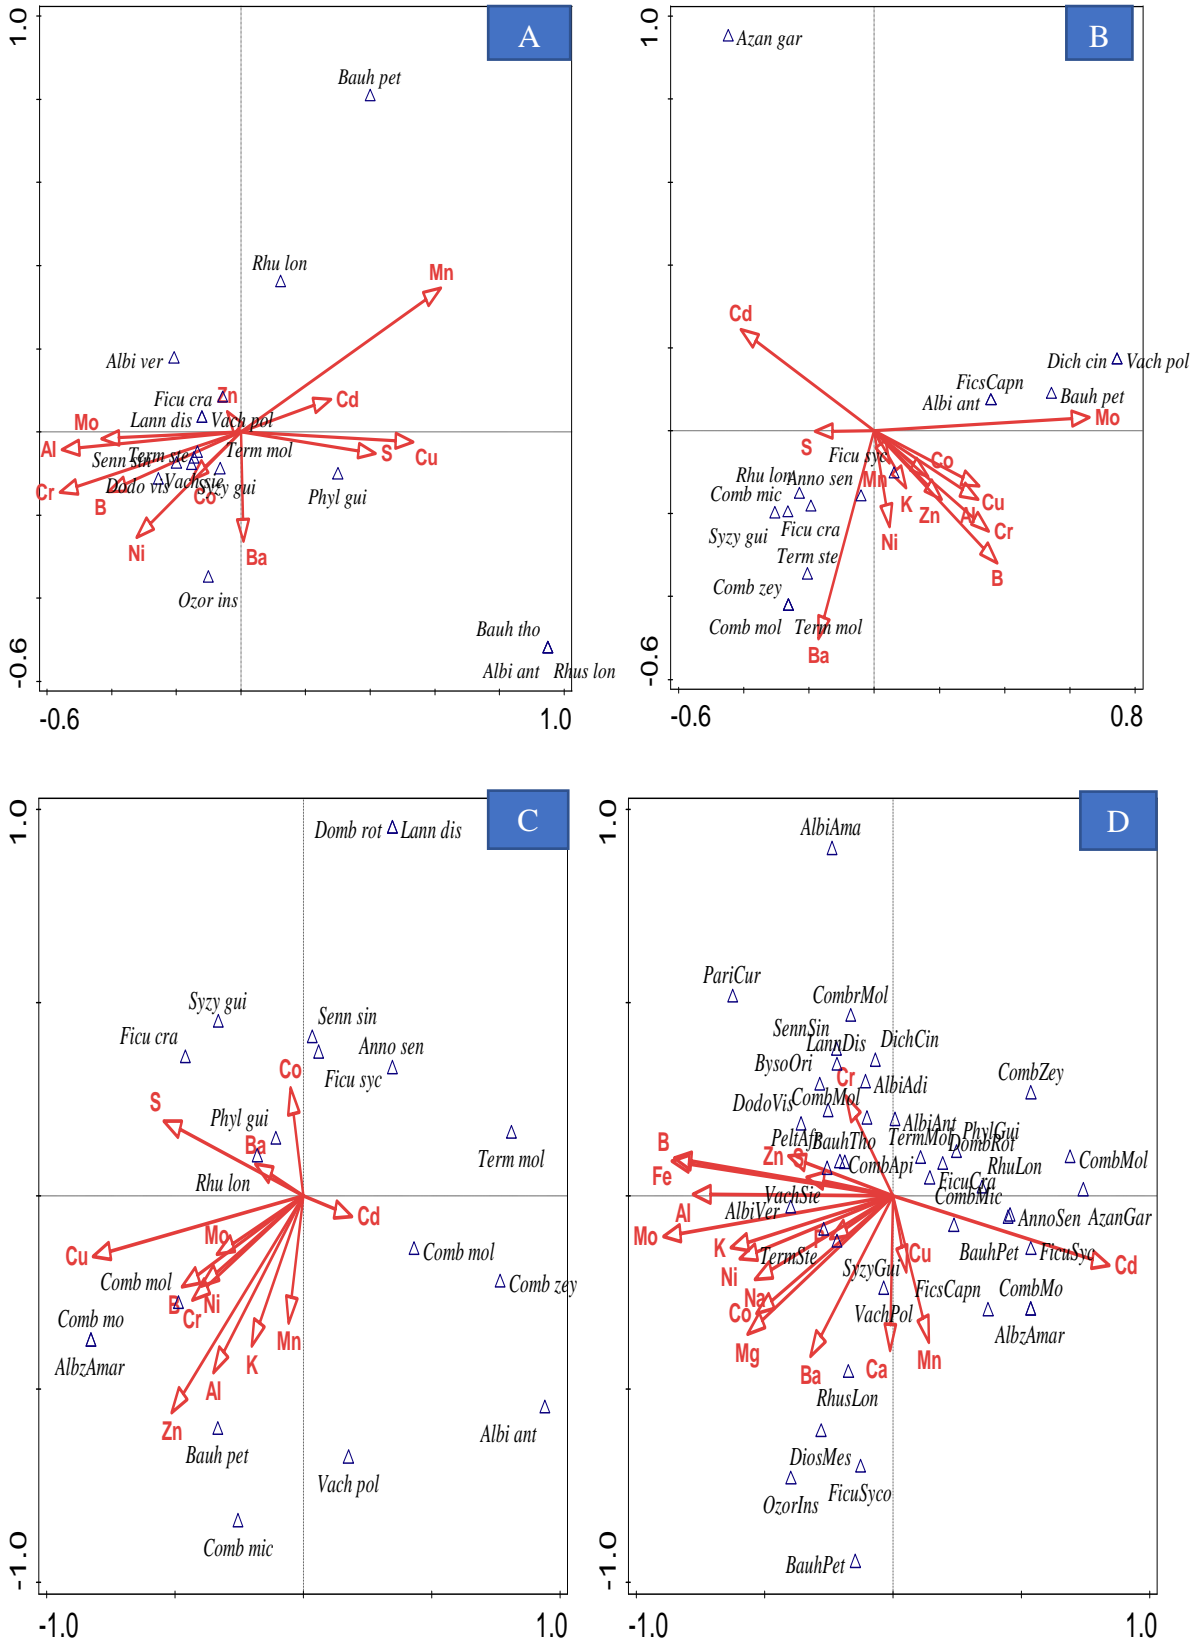 A
1.0
Bauh pet
Rhu lon
Mn
Albi ver
Zn
Ficu cra
Cd
Mo
Lann dis
Vach pol
Al
Term ste
Term mol
S
Cu
Senn sin
Cr
Dodo vis
Vach sie
Syzy gui
Phyl gui
B
Co
Ni
Ba
Ozor ins
Bauh tho
Albi ant
Rhus lon
-0.6
-0.6
1.0
B
1.0
Azan gar
Cd
Dich cin
Vach pol
FicsCapn
Bauh pet
Albi ant
Mo
S
Ficu syc
Co
Rhu lon
Anno sen
Mn
K
Cu
Comb mic
Zn
Al
Syzy gui
Ficu cra
Ni
Cr
Term ste
B
Comb zey
Comb mol
Term mol
Ba
-0.6
-0.6
0.8
C
1.0
Domb rot
Lann dis
Syzy gui
Senn sin
Ficu cra
Anno sen
Co
Ficu syc
S
Phyl gui
Ba
Term mol
Rhu lon
Cd
Mo
Cu
Comb mol
Comb mol
Comb zey
B
Ni
Cr
Comb mo
Mn
AlbzAmar
K
Al
Zn
Albi ant
Bauh pet
Vach pol
Comb mic
-1.0
-1.0
1.0
D
1.0
AlbiAma
PariCur
CombrMol
SennSin
LannDis
DichCin
BysoOri
Cr
AlbiAdi
CombZey
DodoVis
CombMol
AlbiAnt
PhylGui
TermMol
DombRot
B
PeltAfr
BauhTho
Zn
P
CombApi
RhuLon
CombMol
Fe
FicuCra
VachSie
CombMic
Al
AlbiVer
AnnoSen
AzanGar
Mo
K
TermSte
Cu
BauhPet
FicuSyc
Cd
Ni
SyzyGui
Na
FicsCapn
CombMo
Co
VachPol
AlbzAmar
Mg
Ba
Ca
Mn
RhusLon
DiosMes
OzorIns
FicuSyco
BauhPet
-1.0
-1.0
1.0